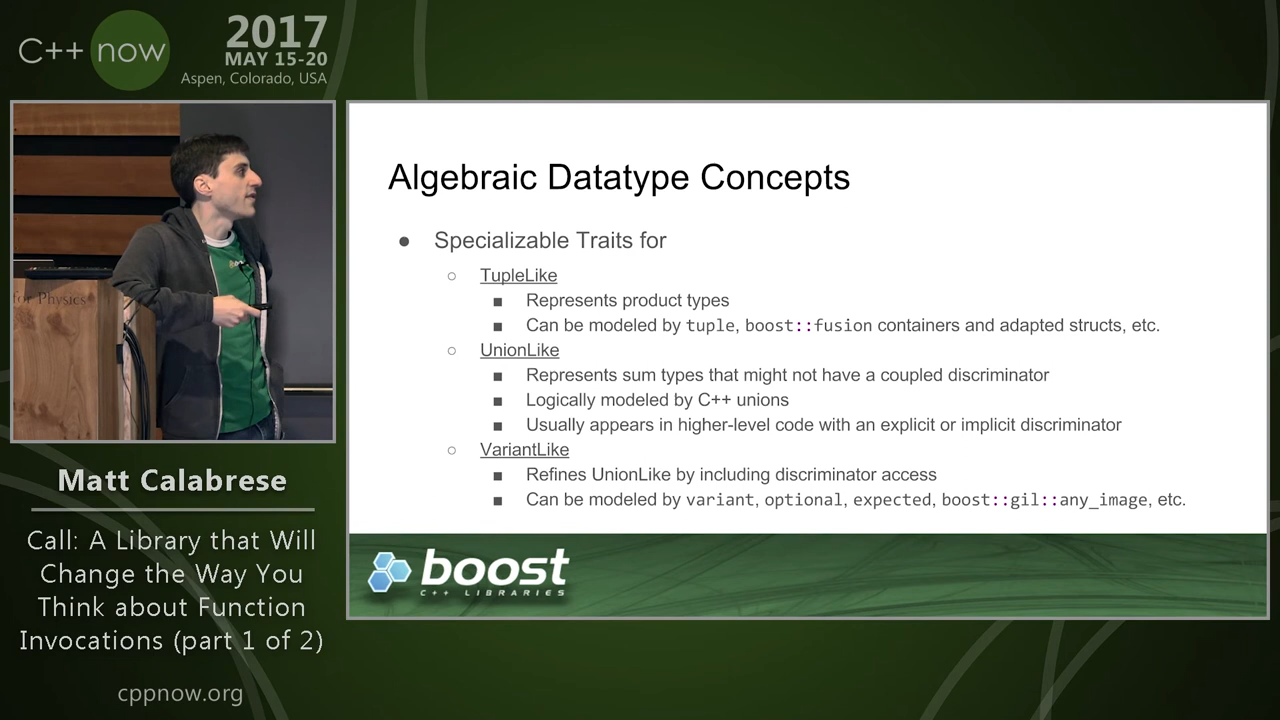 C++ now
2017
MAY 15-20
Aspen, Colorado, USA
for Physics
Matt Calabrese
Call: A Library that Will
Change the Way You
Think about Function
Invocations (part 1 of 2)
cppnow.org
Algebraic Datatype Concepts
● Specializable Traits for
○ TupleLike
■ Represents product types
■ Can be modeled by tuple, boost::fusion containers and adapted structs, etc.
○ UnionLike
■ Represents sum types that might not have a coupled discriminator
■ Logically modeled by C++ unions
■ Usually appears in higher-level code with an explicit or implicit discriminator
○ VariantLike
■ Refines UnionLike by including discriminator access
■ Can be modeled by variant, optional, expected, boost::gil::any_image, etc.
boost
C++ LIBRARIES